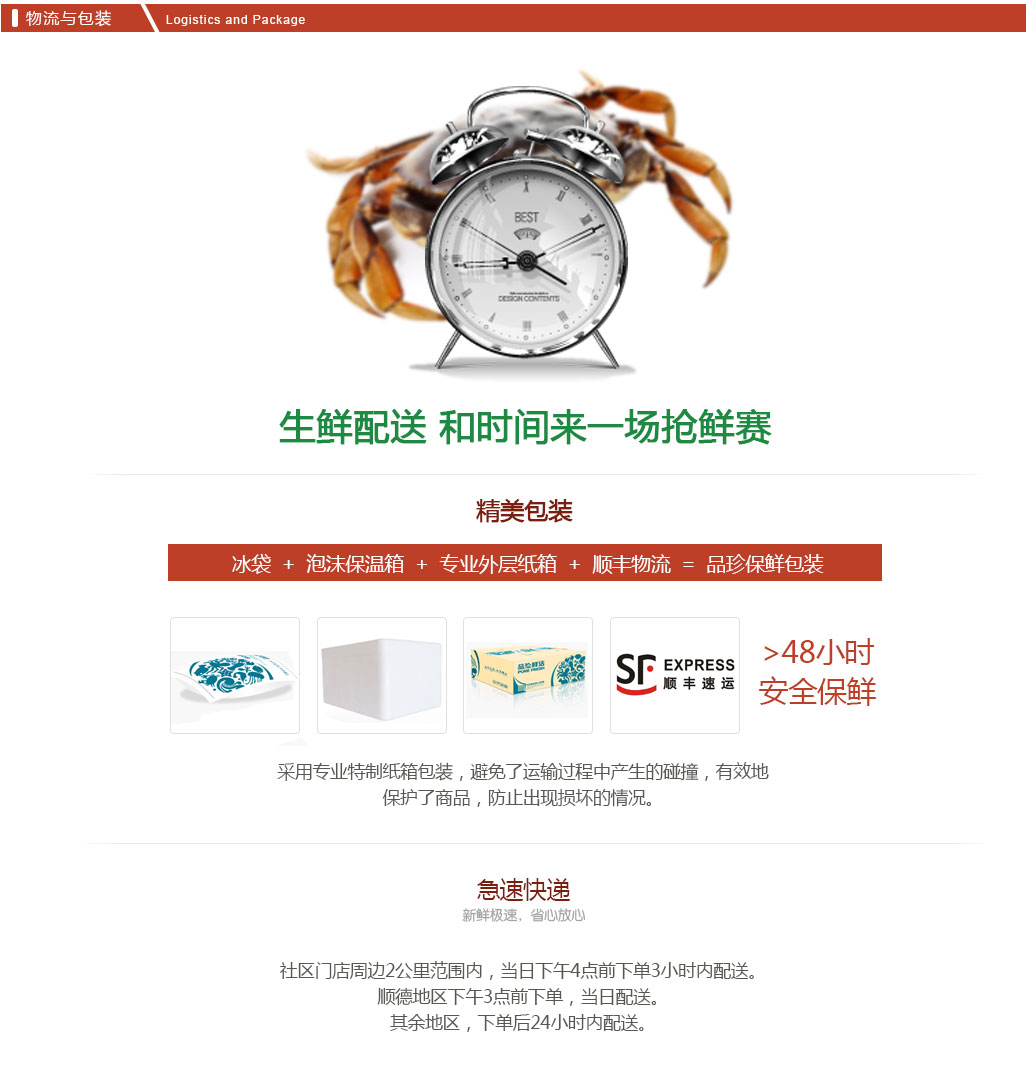 物流与包装
Logistics and Package
BEST
DESIGN CONTENTS
生鲜配送 和时间来一场抢鲜赛
精美包装
冰袋 + 泡沫保温箱 + 专业外层纸箱 + 顺丰物流 = 品珍保鲜包装
品珍鲜活
PURE FRESH
SF EXPRESS
顺丰速运
>48小时
安全保鲜
采用专业特制纸箱包装，避免了运输过程中产生的碰撞，有效地
保护了商品，防止出现损坏的情况。
急速快递
新鲜极速，省心放心
社区门店周边2公里范围内，当日下午4点前下单3小时内配送。
顺德地区下午3点前下单，当日配送。
其余地区，下单后24小时内配送。